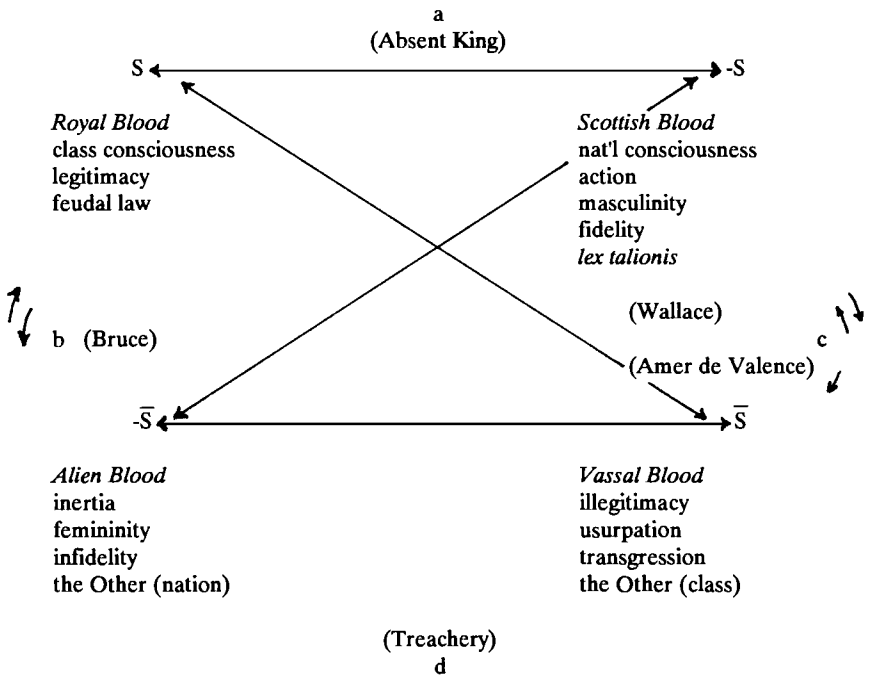 a
(Absent King)
S -S
Royal Blood
class consciousness
legitimacy
feudal law
Scottish Blood
nat'l consciousness
action
masculinity
fidelity
lex talionis
b (Bruce)
(Wallace)
c
(Amer de Valence)
-S̅ S̅
Alien Blood
inertia
femininity
infidelity
the Other (nation)
Vassal Blood
illegitimacy
usurpation
transgression
the Other (class)
(Treachery)
d